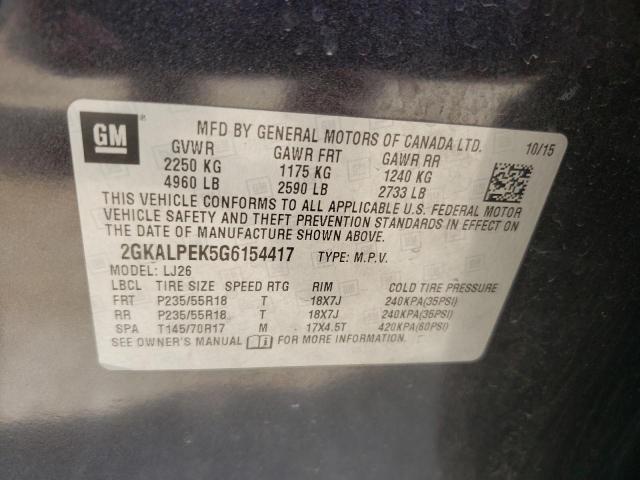 GM ®
MFD BY GENERAL MOTORS OF CANADA LTD. 10/15
GVWR GAWR FRT GAWR RR
2250 KG 1175 KG 1240 KG
4960 LB 2590 LB 2733 LB
THIS VEHICLE CONFORMS TO ALL APPLICABLE U.S. FEDERAL MOTOR
VEHICLE SAFETY AND THEFT PREVENTION STANDARDS IN EFFECT ON
THE DATE OF MANUFACTURE SHOWN ABOVE.
2GKALPEK5G6154417 TYPE: M.P.V.
MODEL: LJ26
LBCL TIRE SIZE SPEED RTG RIM COLD TIRE PRESSURE
FRT P235/55R18 T 18X7J 240KPA(35PSI)
RR P235/55R18 T 18X7J 240KPA(35PSI)
SPA T145/70R17 M 17X4.5T 420KPA(60PSI)
SEE OWNER'S MANUAL FOR MORE INFORMATION.